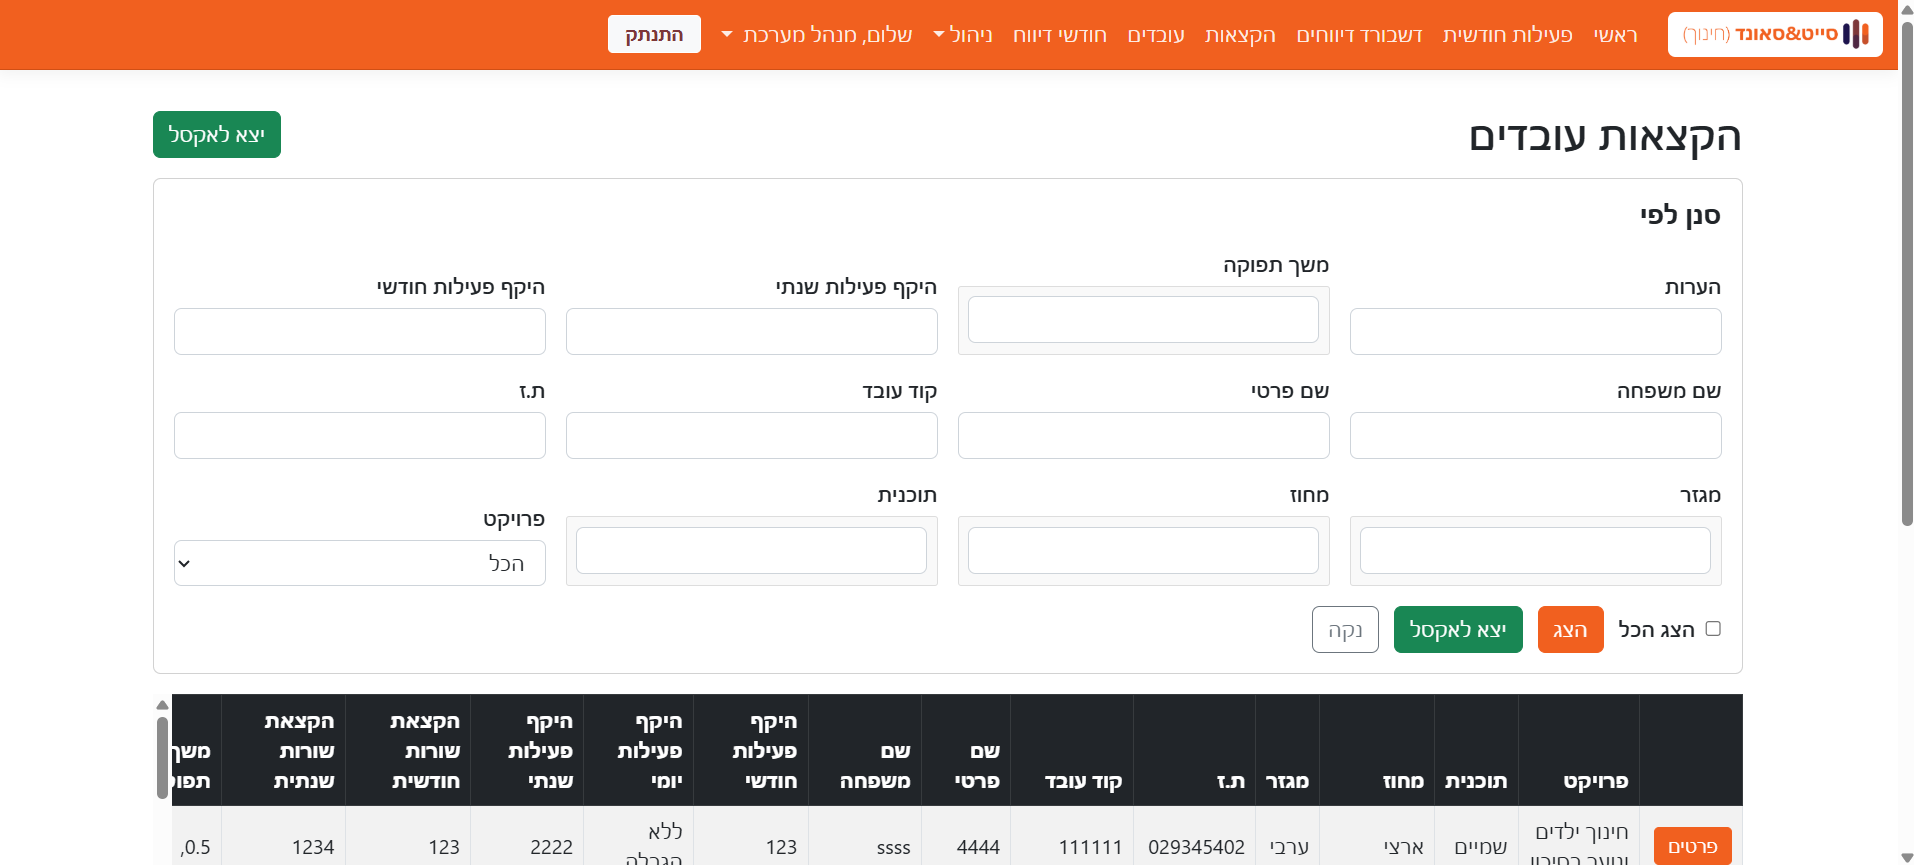 סייט&סאונד (חינוך)
ראשי
פעילות חודשית
דשבורד דיווחים
הקצאות
עובדים
חודשי דיווח
ניהול
שלום, מנהל מערכת
התנתק
הקצאות עובדים
יצא לאקסל
סנן לפי
הערות
משך תפוקה
היקף פעילות שנתי
היקף פעילות חודשי
שם משפחה
שם פרטי
קוד עובד
ת.ז
מגזר
מחוז
תוכנית
פרויקט
הכל
הצג הכל
הצג
יצא לאקסל
נקה
פרויקט
תוכנית
מחוז
מגזר
ת.ז
קוד עובד
שם
פרטי
שם
משפחה
היקף
פעילות
חודשי
היקף
פעילות
יומי
היקף
פעילות
שנתי
הקצאת
שורות
חודשית
הקצאת
שורות
שנתית
משך
פרטים
חינוך ילדים
ונוער בסיכון
שמיים
ארצי
ערבי
029345402
111111
4444
ssss
123
ללא
הגבלה
2222
123
1234
0.5,